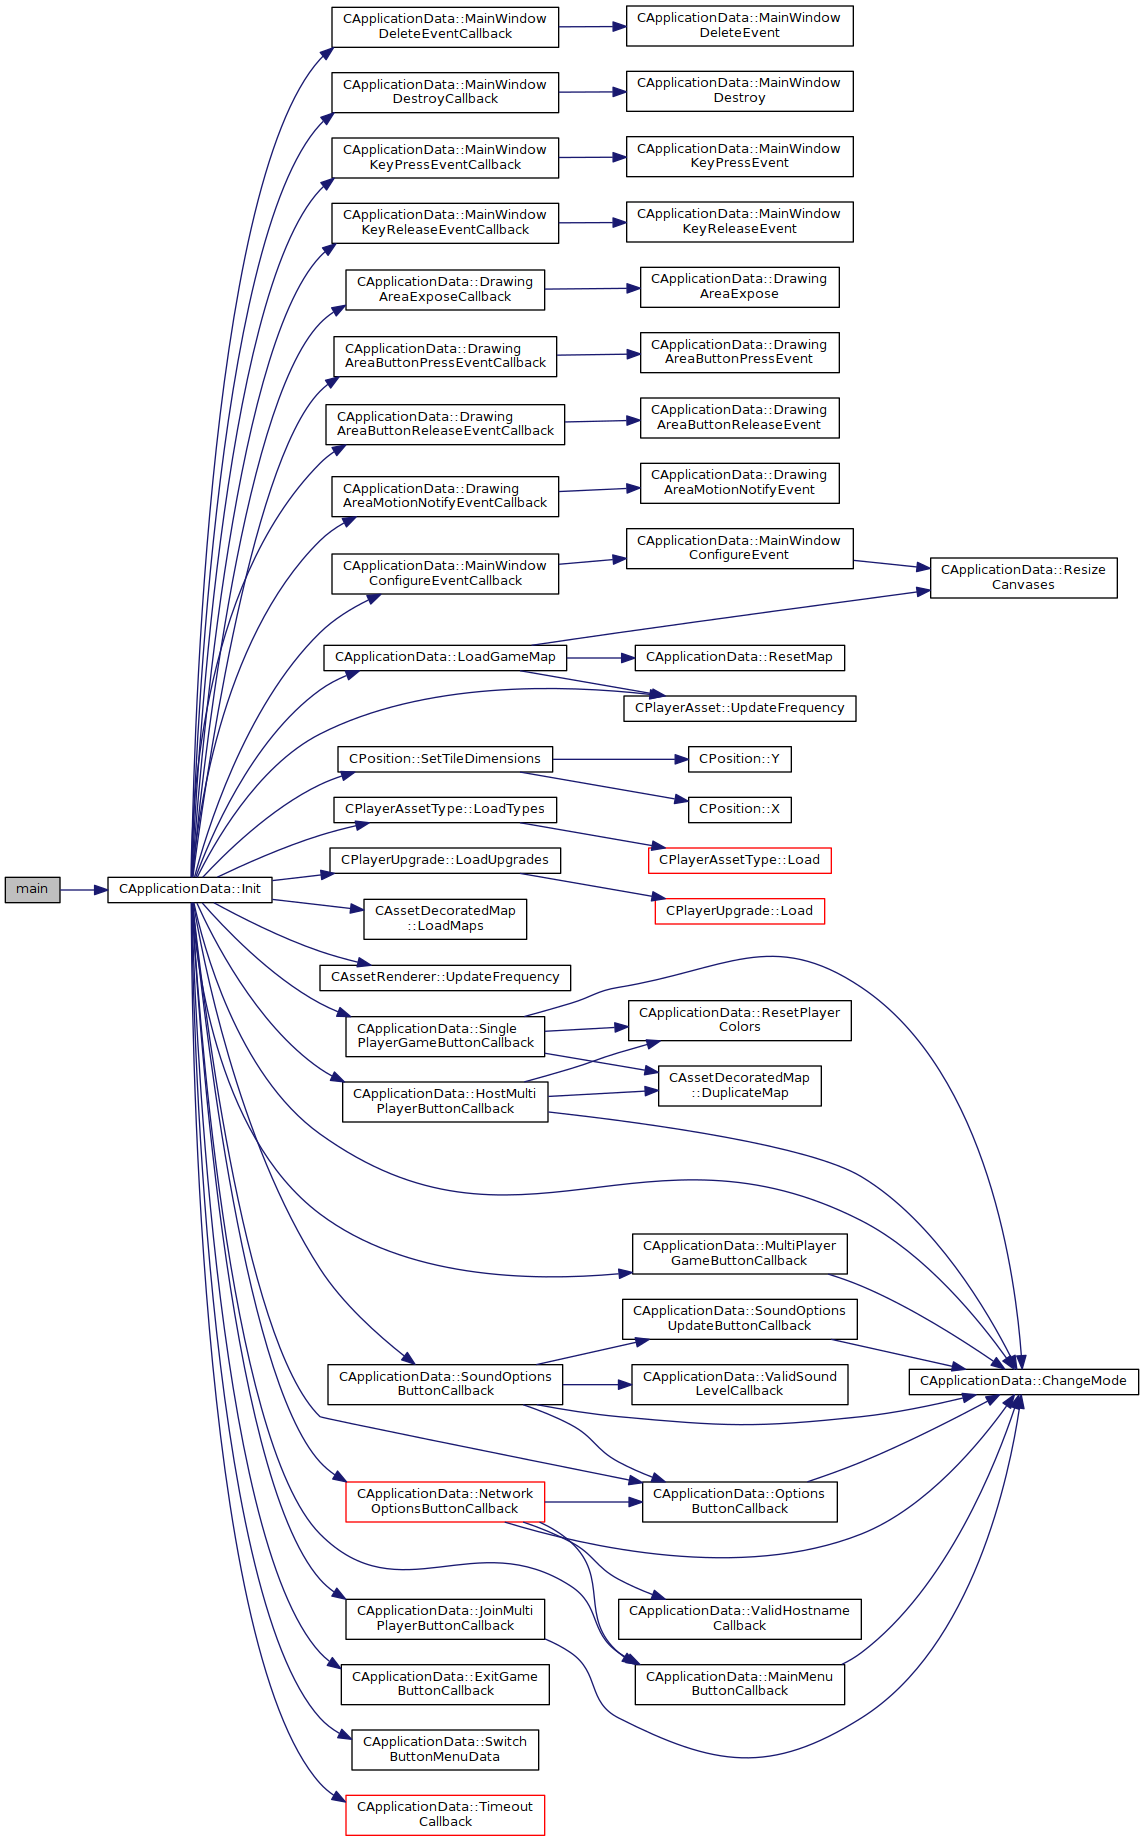 CApplicationData::MainWindow
DeleteEventCallback
CApplicationData::MainWindow
DeleteEvent
CApplicationData::MainWindow
DestroyCallback
CApplicationData::MainWindow
Destroy
CApplicationData::MainWindow
KeyPressEventCallback
CApplicationData::MainWindow
KeyPressEvent
CApplicationData::MainWindow
KeyReleaseEventCallback
CApplicationData::MainWindow
KeyReleaseEvent
CApplicationData::Drawing
AreaExposeCallback
CApplicationData::Drawing
AreaExpose
CApplicationData::Drawing
AreaButtonPressEventCallback
CApplicationData::Drawing
AreaButtonPressEvent
CApplicationData::Drawing
AreaButtonReleaseEventCallback
CApplicationData::Drawing
AreaButtonReleaseEvent
CApplicationData::Drawing
AreaMotionNotifyEventCallback
CApplicationData::Drawing
AreaMotionNotifyEvent
CApplicationData::MainWindow
ConfigureEventCallback
CApplicationData::MainWindow
ConfigureEvent
CApplicationData::Resize
Canvases
CApplicationData::LoadGameMap
CApplicationData::ResetMap
CPlayerAsset::UpdateFrequency
CPosition::SetTileDimensions
CPosition::Y
CPosition::X
CPlayerAssetType::LoadTypes
CPlayerAssetType::Load
CPlayerUpgrade::LoadUpgrades
CPlayerUpgrade::Load
main
CApplicationData::Init
CAssetDecoratedMap
::LoadMaps
CAssetRenderer::UpdateFrequency
CApplicationData::Single
PlayerGameButtonCallback
CApplicationData::ResetPlayer
Colors
CAssetDecoratedMap
::DuplicateMap
CApplicationData::HostMulti
PlayerButtonCallback
CApplicationData::MultiPlayer
GameButtonCallback
CApplicationData::SoundOptions
UpdateButtonCallback
CApplicationData::SoundOptions
ButtonCallback
CApplicationData::ValidSound
LevelCallback
CApplicationData::ChangeMode
CApplicationData::Network
OptionsButtonCallback
CApplicationData::Options
ButtonCallback
CApplicationData::JoinMulti
PlayerButtonCallback
CApplicationData::ValidHostname
Callback
CApplicationData::ExitGame
ButtonCallback
CApplicationData::MainMenu
ButtonCallback
CApplicationData::Switch
ButtonMenuData
CApplicationData::Timeout
Callback